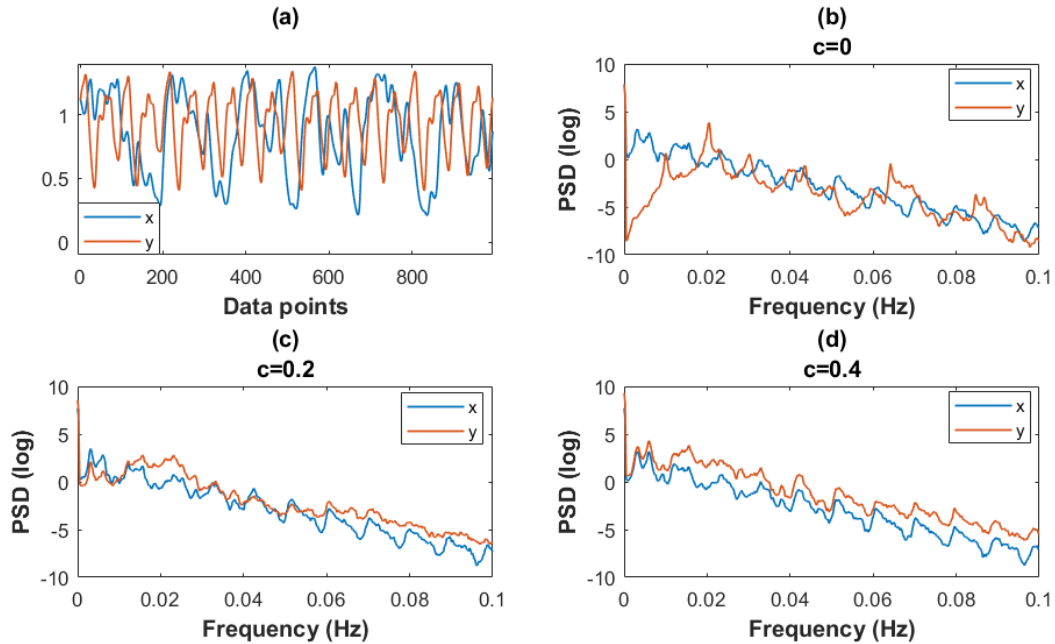 (a)
1
0.5
0
x
y
0 200 400 600 800
Data points
(b)
c=0
10
5
0
-5
-10
PSD (log)
x
y
0 0.02 0.04 0.06 0.08 0.1
Frequency (Hz)
(c)
c=0.2
10
5
0
-5
-10
PSD (log)
x
y
0 0.02 0.04 0.06 0.08 0.1
Frequency (Hz)
(d)
c=0.4
10
5
0
-5
-10
PSD (log)
x
y
0 0.02 0.04 0.06 0.08 0.1
Frequency (Hz)